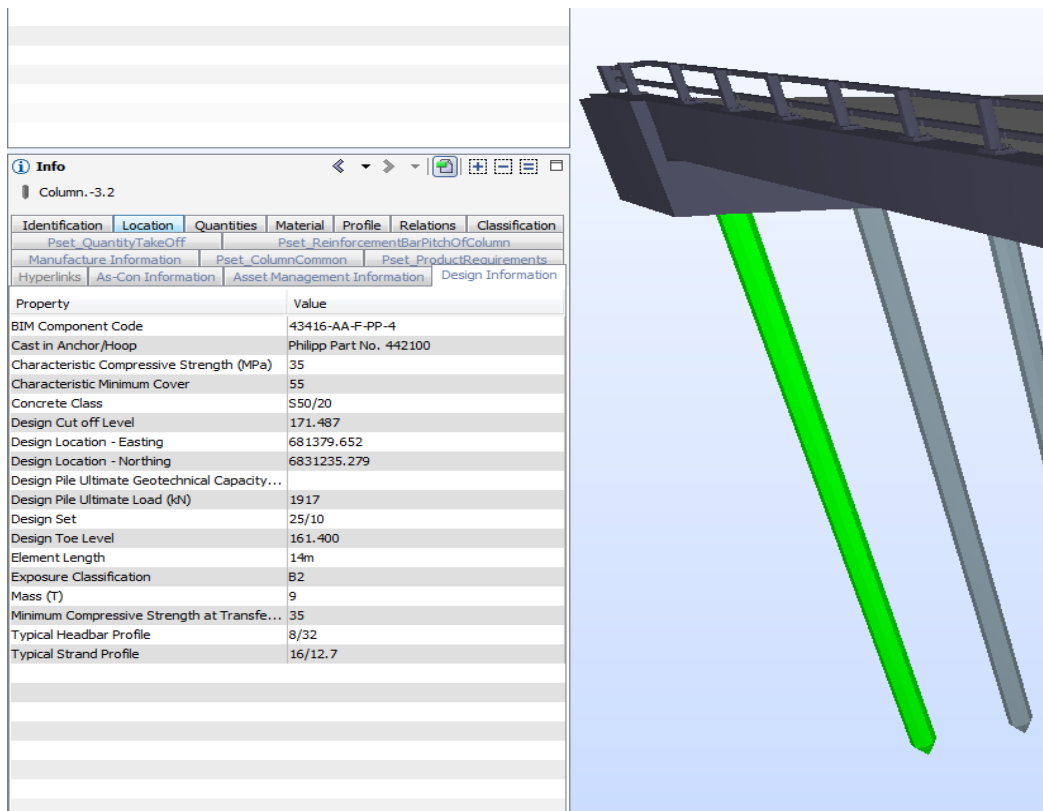 Info
Column.-3.2
Identification Location Quantities Material Profile Relations Classification
Pset_QuantityTakeOff Pset_ReinforcementBarPitchOfColumn
Manufacture Information Pset_ColumnCommon Pset_ProductRequirements
Hyperlinks As-Con Information Asset Management Information Design Information
Property Value
BIM Component Code 43416-AA-F-PP-4
Cast in Anchor/Hoop Philipp Part No. 442100
Characteristic Compressive Strength (MPa) 35
Characteristic Minimum Cover 55
Concrete Class S50/20
Design Cut off Level 171.487
Design Location - Easting 681379.652
Design Location - Northing 6831235.279
Design Pile Ultimate Geotechnical Capacity...
Design Pile Ultimate Load (kN) 1917
Design Set 25/10
Design Toe Level 161.400
Element Length 14m
Exposure Classification B2
Mass (T) 9
Minimum Compressive Strength at Transfe... 35
Typical Headbar Profile 8/32
Typical Strand Profile 16/12.7